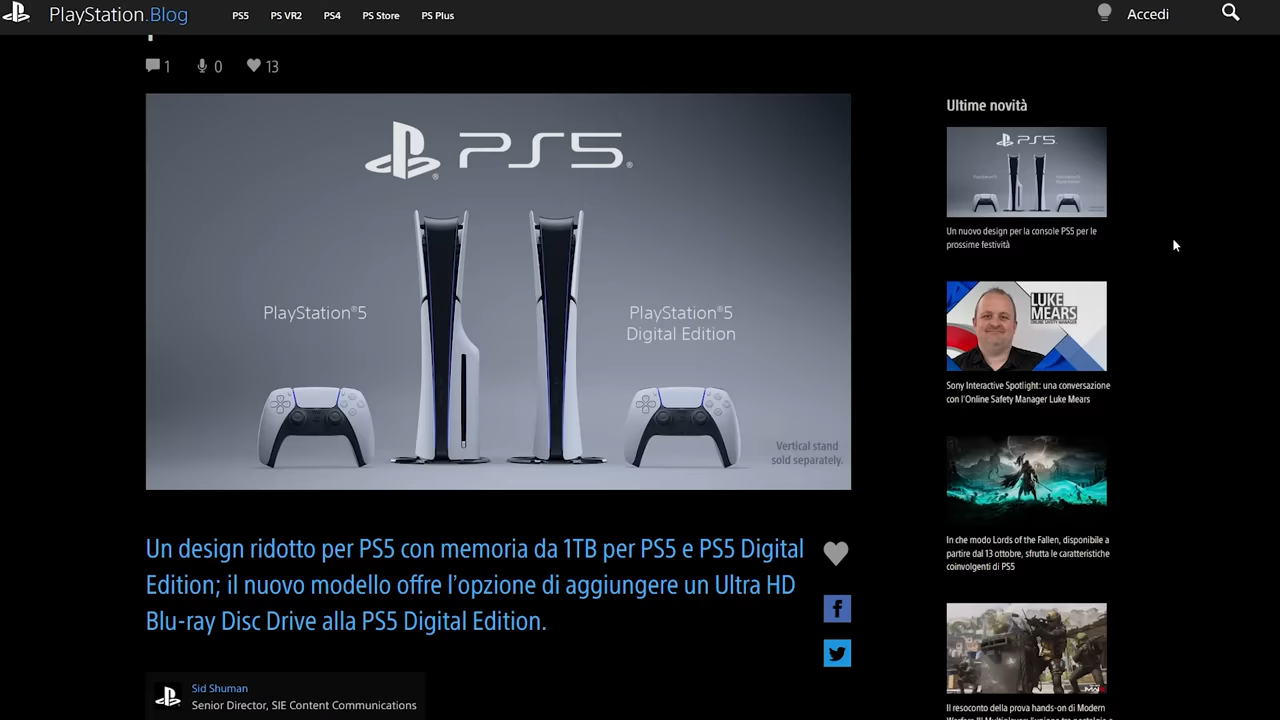 PlayStation.Blog
PS5
PS VR2
PS4
PS Store
PS Plus
Accedi
1
0
13
PS5
PlayStation®5
PlayStation®5
Digital Edition
Vertical stand
sold separately.
Un design ridotto per PS5 con memoria da 1TB per PS5 e PS5 Digital
Edition; il nuovo modello offre l’opzione di aggiungere un Ultra HD
Blu-ray Disc Drive alla PS5 Digital Edition.
Sid Shuman
Senior Director, SIE Content Communications
Ultime novità
PS5
Un nuovo design per la console PS5 per le
prossime festività
LUKE
MEARS
ONLINE SAFETY MANAGER
Sony Interactive Spotlight: una conversazione
con l’Online Safety Manager Luke Mears
In che modo Lords of the Fallen, disponibile a
partire dal 13 ottobre, sfrutta le caratteristiche
coinvolgenti di PS5
Il resoconto della prova hands-on di Modern